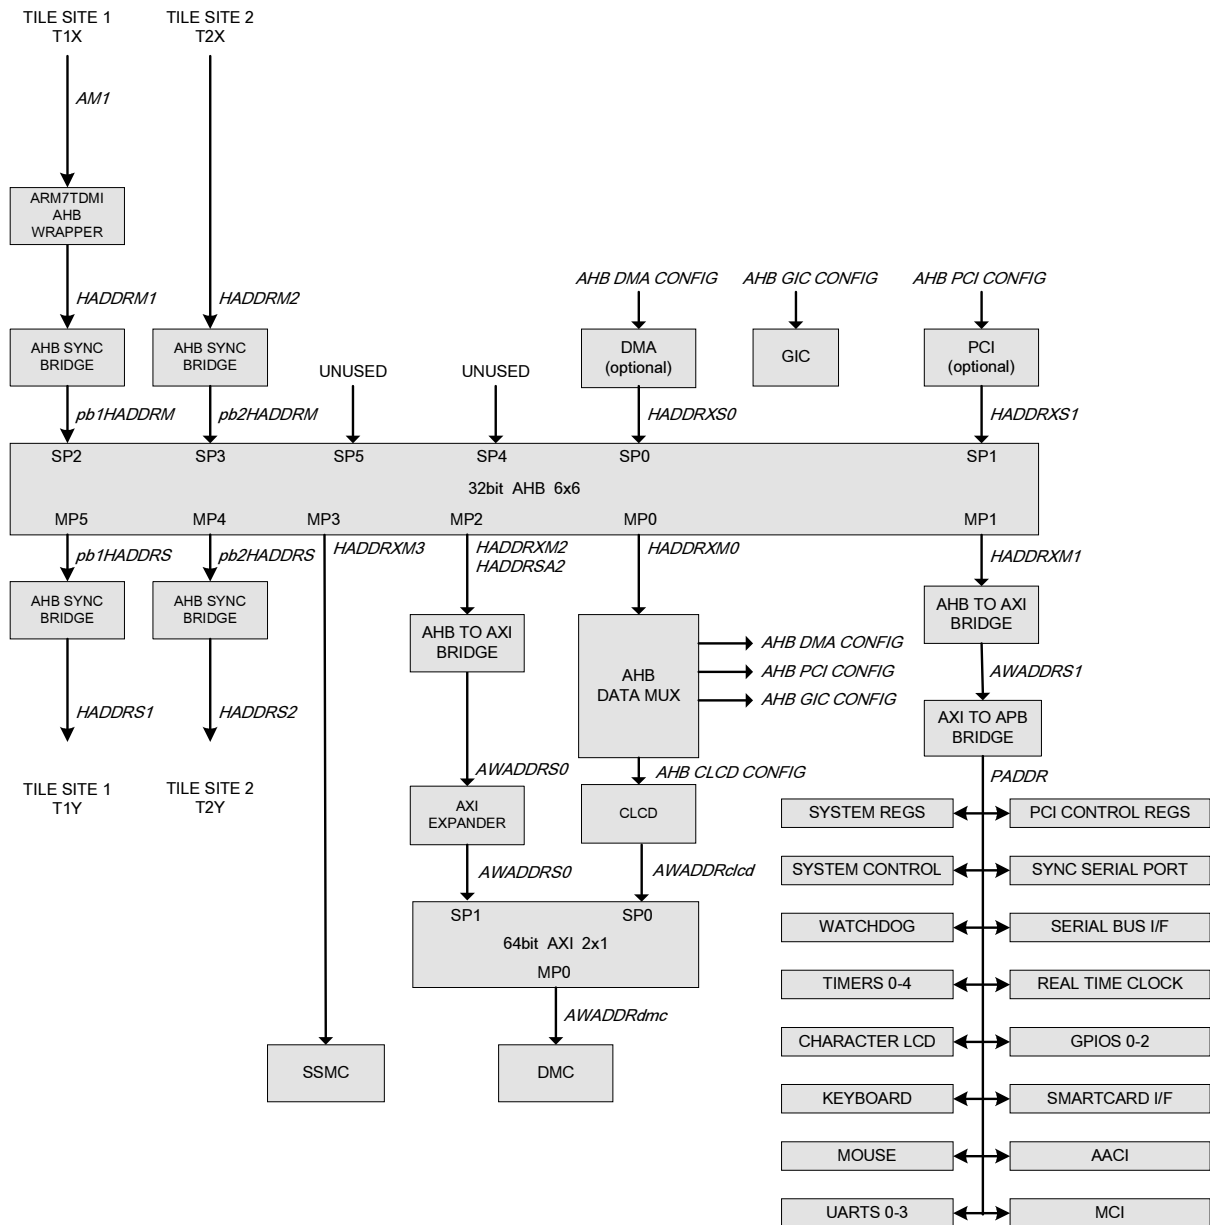 TILE SITE 1
T1X
TILE SITE 2
T2X
AM1
ARM7TDMI
AHB
WRAPPER
HADDRM1
HADDRM2
AHB DMA CONFIG
AHB GIC CONFIG
AHB PCI CONFIG
AHB SYNC
BRIDGE
AHB SYNC
BRIDGE
UNUSED
UNUSED
DMA
(optional)
GIC
PCI
(optional)
pb1HADDRM
pb2HADDRM
HADDRXS0
HADDRXS1
SP2
SP3
SP5
SP4
SP0
SP1
32bit AHB 6x6
MP5
MP4
MP3
MP2
MP0
MP1
pb1HADDRS
pb2HADDRS
HADDRXM3
HADDRXM2
HADDRSA2
HADDRXM0
HADDRXM1
AHB SYNC
BRIDGE
AHB SYNC
BRIDGE
AHB TO AXI
BRIDGE
AHB
DATA MUX
AHB DMA CONFIG
AHB PCI CONFIG
AHB GIC CONFIG
AHB TO AXI
BRIDGE
AWADDRS1
HADDRS1
HADDRS2
AXI TO APB
BRIDGE
TILE SITE 1
T1Y
TILE SITE 2
T2Y
AWADDRS0
AHB CLCD CONFIG
PADDR
AXI
EXPANDER
CLCD
SYSTEM REGS
PCI CONTROL REGS
AWADDRS0
AWADDRclcd
SYSTEM CONTROL
SYNC SERIAL PORT
SP1
SP0
64bit AXI 2x1
MP0
WATCHDOG
SERIAL BUS I/F
TIMERS 0-4
REAL TIME CLOCK
AWADDRdmc
CHARACTER LCD
GPIOS 0-2
SSMC
DMC
KEYBOARD
SMARTCARD I/F
MOUSE
AACI
UARTS 0-3
MCI